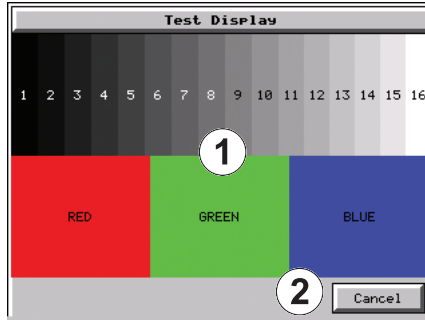 Test Display
1 2 3 4 5 6 7 8 9 10 11 12 13 14 15 16
1
RED GREEN BLUE
2
Cancel